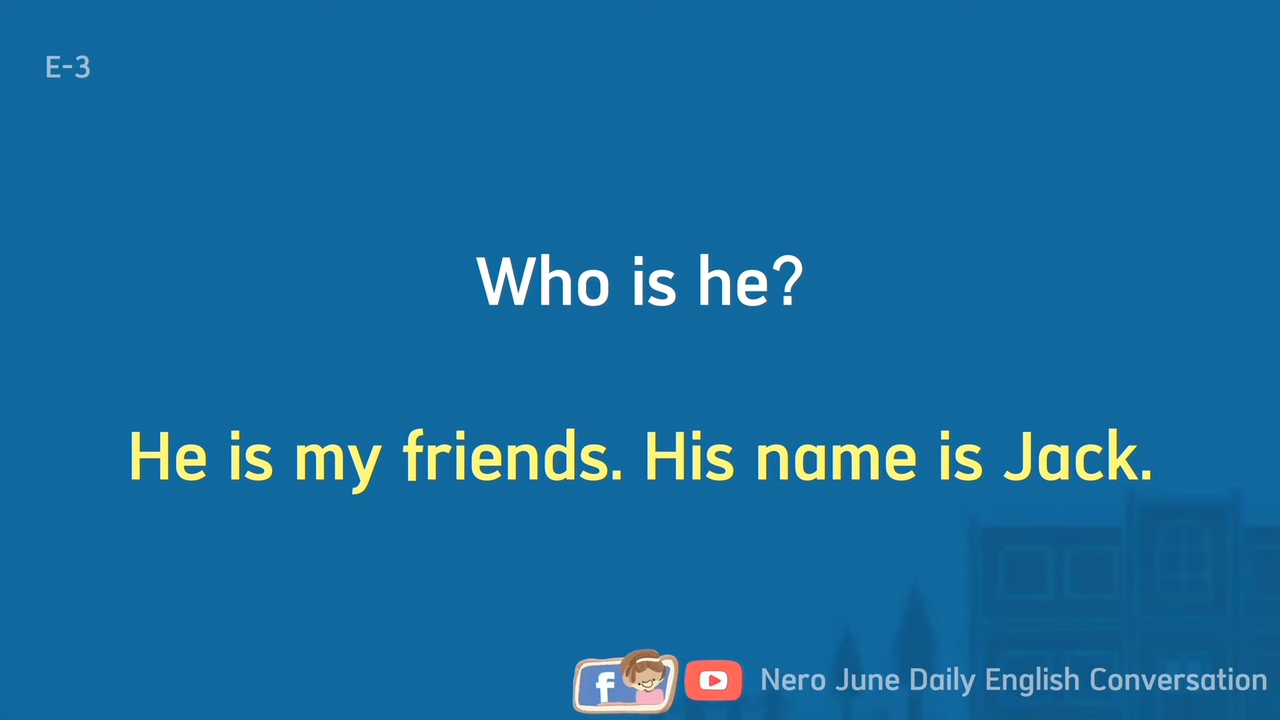 E-3
Who is he?
He is my friends. His name is Jack.
f
Nero June Daily English Conversation